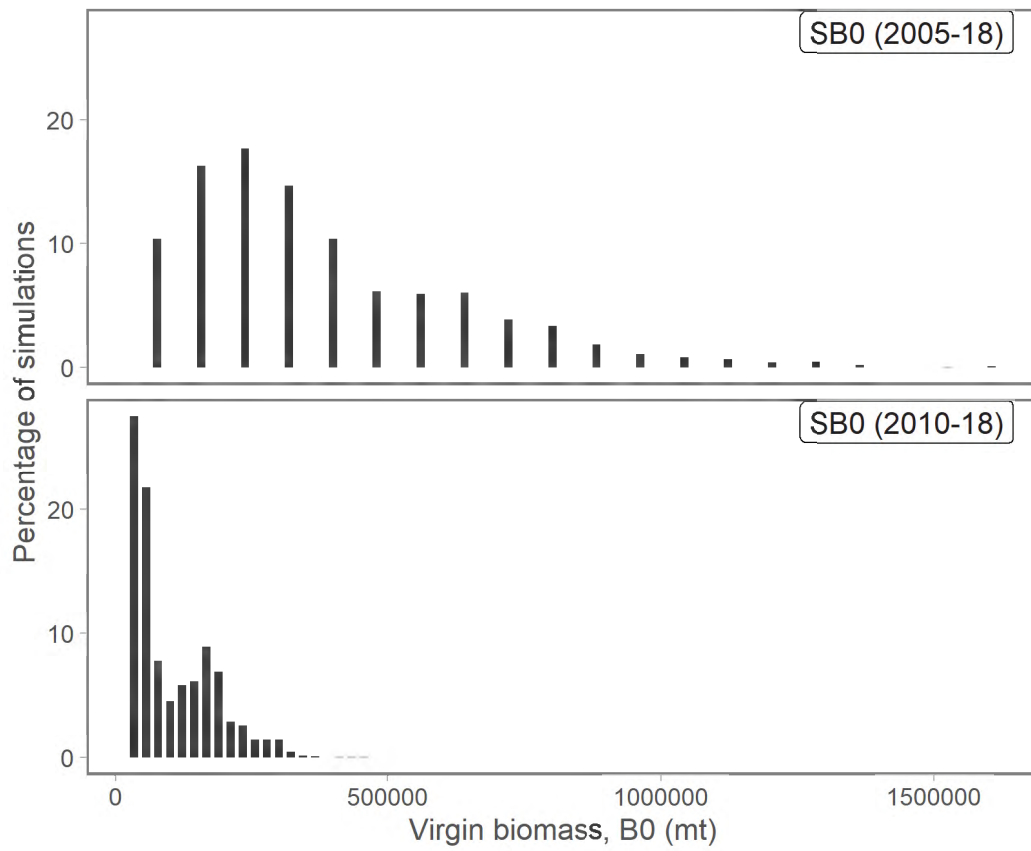 SB0 (2005-18)
20
10
0
SB0 (2010-18)
20
10
0
Percentage of simulations
0 500000 1000000 1500000
Virgin biomass, B0 (mt)